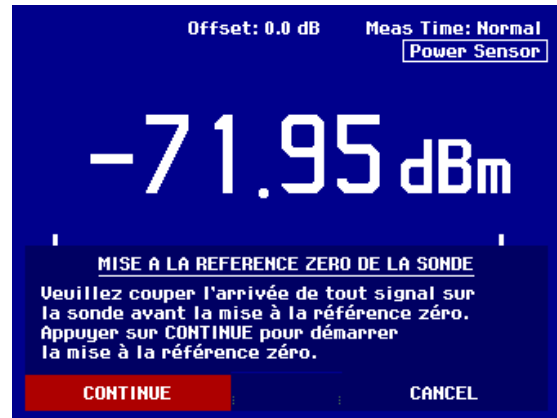 Offset: 0.0 dB Meas Time: Normal
Power Sensor
-71.95 dBm
MISE A LA REFERENCE ZERO DE LA SONDE
Veuillez couper l'arrivée de tout signal sur
la sonde avant la mise à la référence zéro.
Appuyer sur CONTINUE pour démarrer
la mise à la référence zéro.
CONTINUE CANCEL